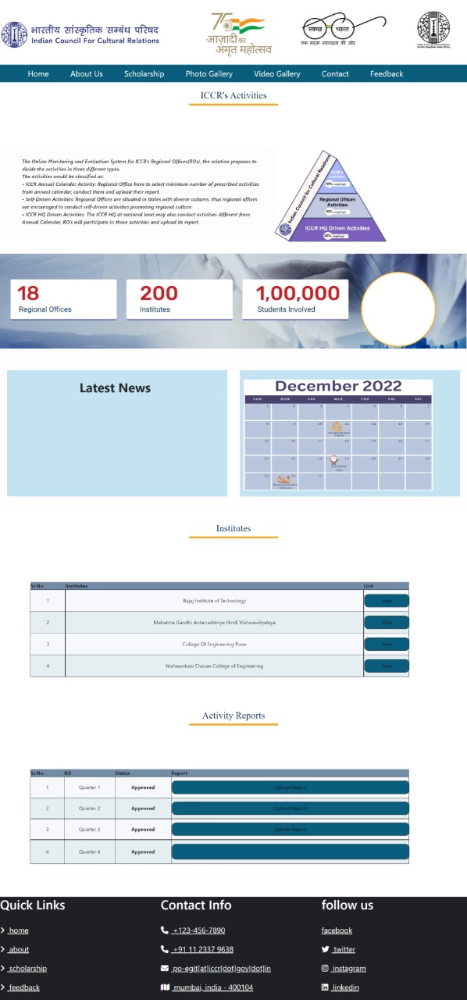 भारतीय सांस्कृतिक सम्बंध परिषद
Indian Council For Cultural Relations
75
आज़ादी का
अमृत महोत्सव
स्वच्छ भारत
एक कदम स्वच्छता की ओर
Home About Us Scholarship Photo Gallery Video Gallery Contact Feedback
ICCR's Activities
The Online Monitoring and Evaluation System for ICCR's Regional Offices(ROs), the solution proposes to
divide the activities in three different types.
The activities would be classified as:
• ICCR Annual Calendar Activity: Regional Office have to select minimum number of prescribed activities
from annual calendar; conduct them and upload their report.
• Self-Driven Activities: Regional Offices are situated in states with diverse cultures, thus regional offices
are encouraged to conduct self-driven activities promoting regional culture.
• ICCR HQ Driven Activities: The ICCR HQ at national level may also conduct activities different from
Annual Calendar, RO's will participate in those activities and upload its report.
Indian Council for Cultural Relations
ICCR's
Activities
50% weightage
Regional Offices
Activities
30% weightage
ICCR HQ Driven Activities
20% weightage
18
Regional Offices
200
Institutes
1,00,000
Students Involved
Latest News
December 2022
SUN MON TUE WED THU FRI SAT
1 2 3 4 5 6 7
8 9 10 11 12 13 14
15 16 17 18 19 20 21
22 23 24 25 26 27 28
Christmas
Eve
29 30 31
Institutes
Sr.No. Institutes Link
1 Bajaj Institute of Technology View
2 Mahatma Gandhi Antarrashtriya Hindi Vishwavidyalaya View
3 College Of Engineering Pune View
4 Yeshwantrao Chavan College of Engineering View
Activity Reports
Sr.No. RO Status Report
1 Quarter 1 Approved Upload Report
2 Quarter 2 Approved Upload Report
3 Quarter 3 Approved Upload Report
4 Quarter 4 Approved
Quick Links
home
about
scholarship
feedback
Contact Info
+123-456-7890
+91 11 2337 9638
po-egit[at]iccr[dot]gov[dot]in
mumbai, india - 400104
follow us
facebook
twitter
instagram
linkedin